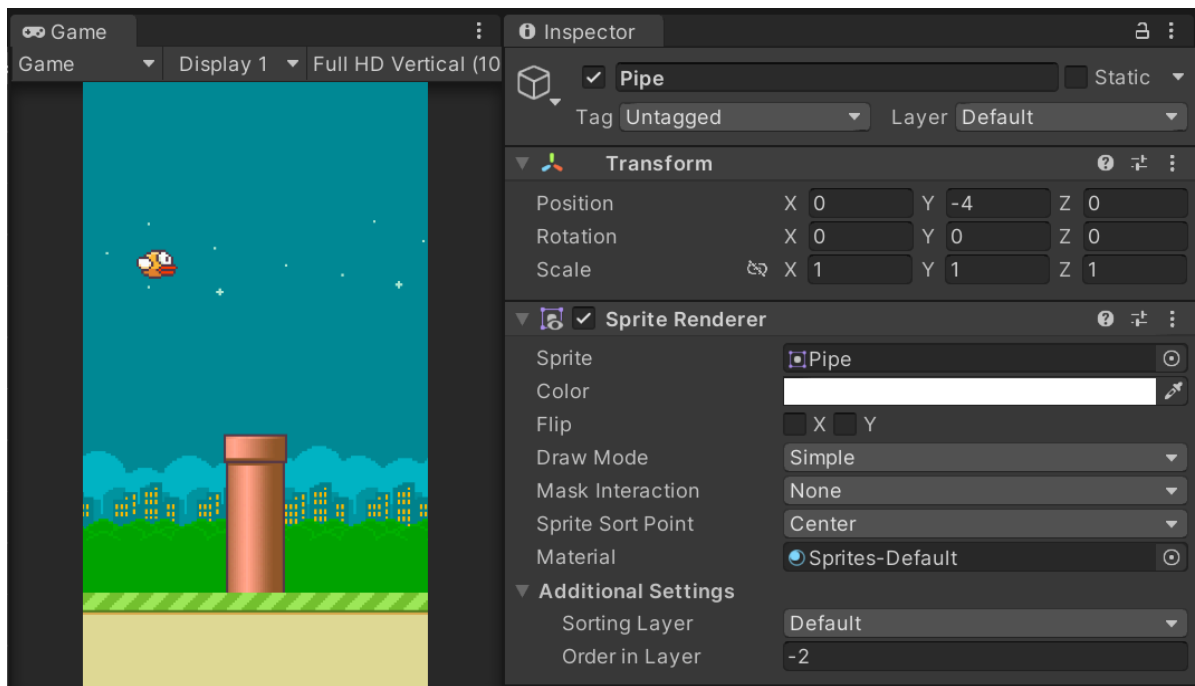 Game
Game Display 1 Full HD Vertical (10
Inspector
Pipe Static
Tag Untagged Layer Default
Transform
Position X 0 Y -4 Z 0
Rotation X 0 Y 0 Z 0
Scale X 1 Y 1 Z 1
Sprite Renderer
Sprite Pipe
Color
Flip X Y
Draw Mode Simple
Mask Interaction None
Sprite Sort Point Center
Material Sprites-Default
Additional Settings
Sorting Layer Default
Order in Layer -2